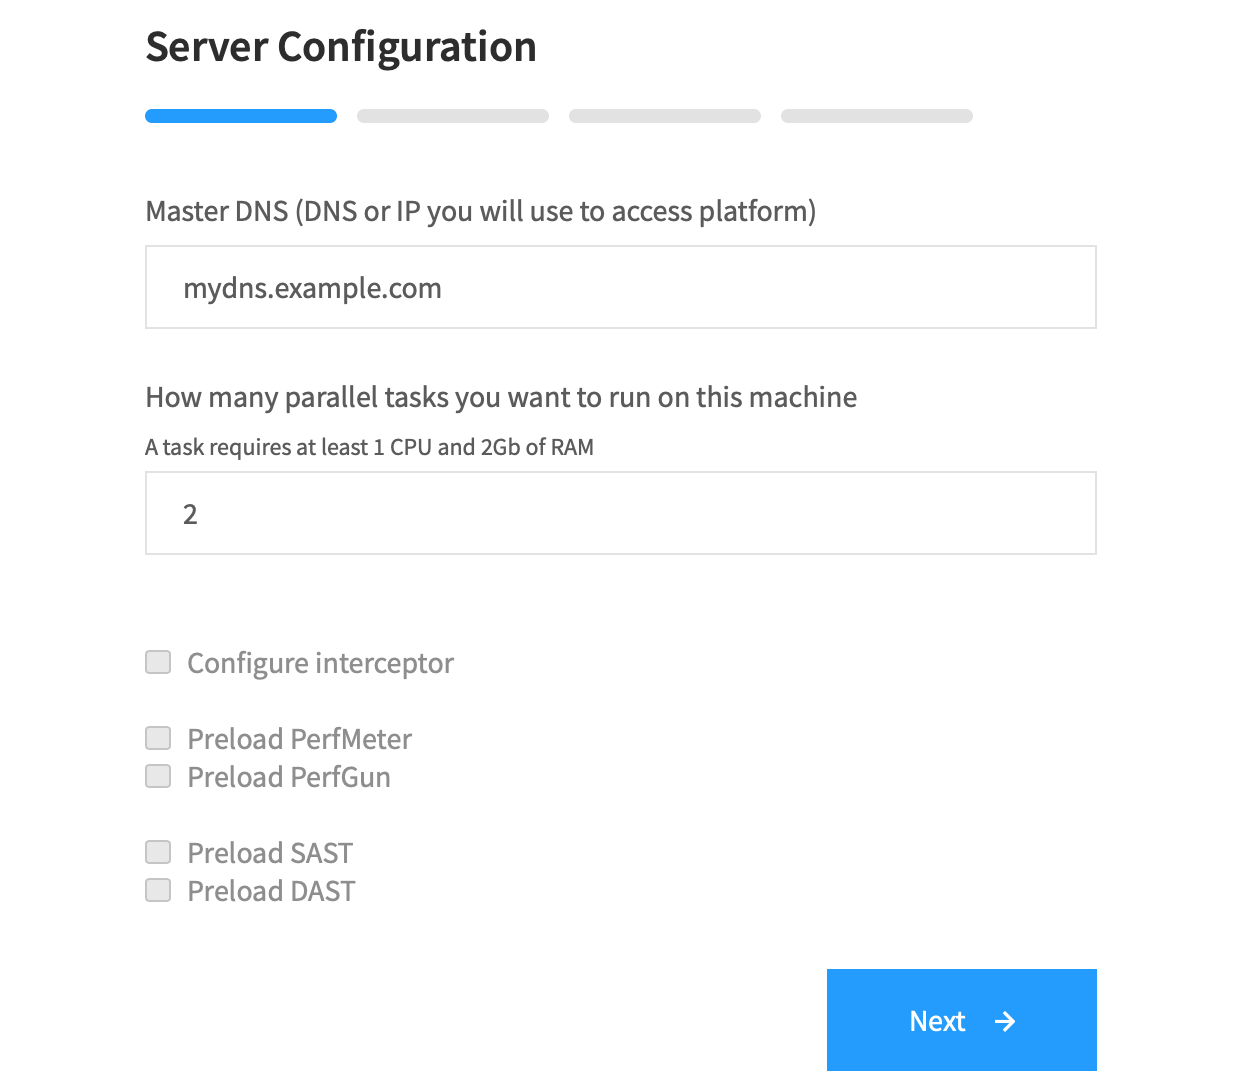 Server Configuration
Master DNS (DNS or IP you will use to access platform)
mydns.example.com
How many parallel tasks you want to run on this machine
A task requires at least 1 CPU and 2Gb of RAM
2
Configure interceptor
Preload PerfMeter
Preload PerfGun
Preload SAST
Preload DAST
Next →